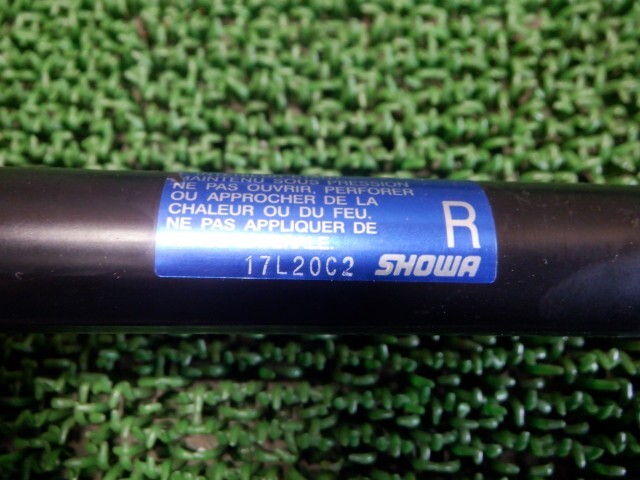 MAINTENU SOUS PRESSION
NE PAS OUVRIR, PERFORER
OU APPROCHER DE LA
CHALEUR OU DU FEU.
NE PAS APPLIQUER DE
R
17L20C2 SHOWA